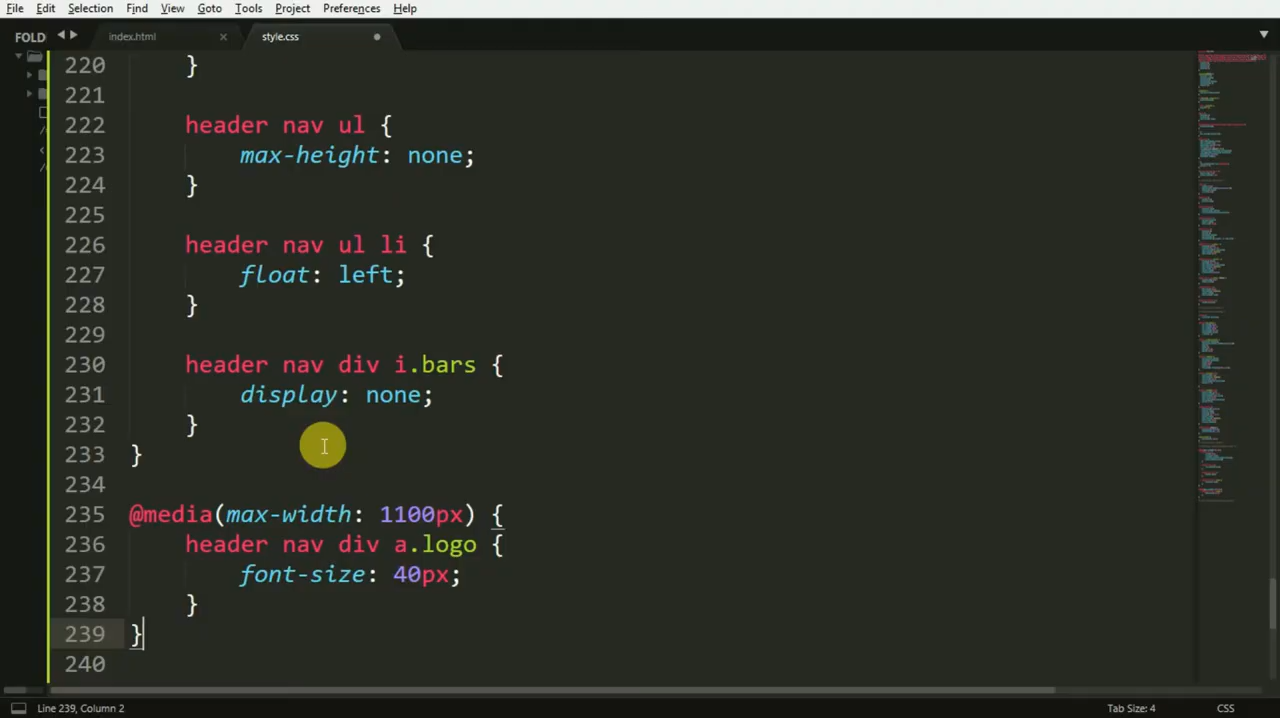 File Edit Selection Find View Goto Tools Project Preferences Help
FOLD index.html style.css
220 }
221
222 header nav ul {
223 max-height: none;
224 }
225
226 header nav ul li {
227 float: left;
228 }
229
230 header nav div i.bars {
231 display: none;
232 }
233 }
234
235 @media(max-width: 1100px) {
236 header nav div a.logo {
237 font-size: 40px;
238 }
239 }
240
Line 239, Column 2 Tab Size: 4 CSS